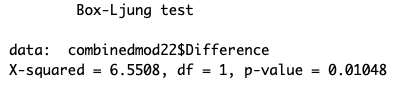 Box-Ljung test
data:  combinedmod22$Difference
X-squared = 6.5508, df = 1, p-value = 0.01048